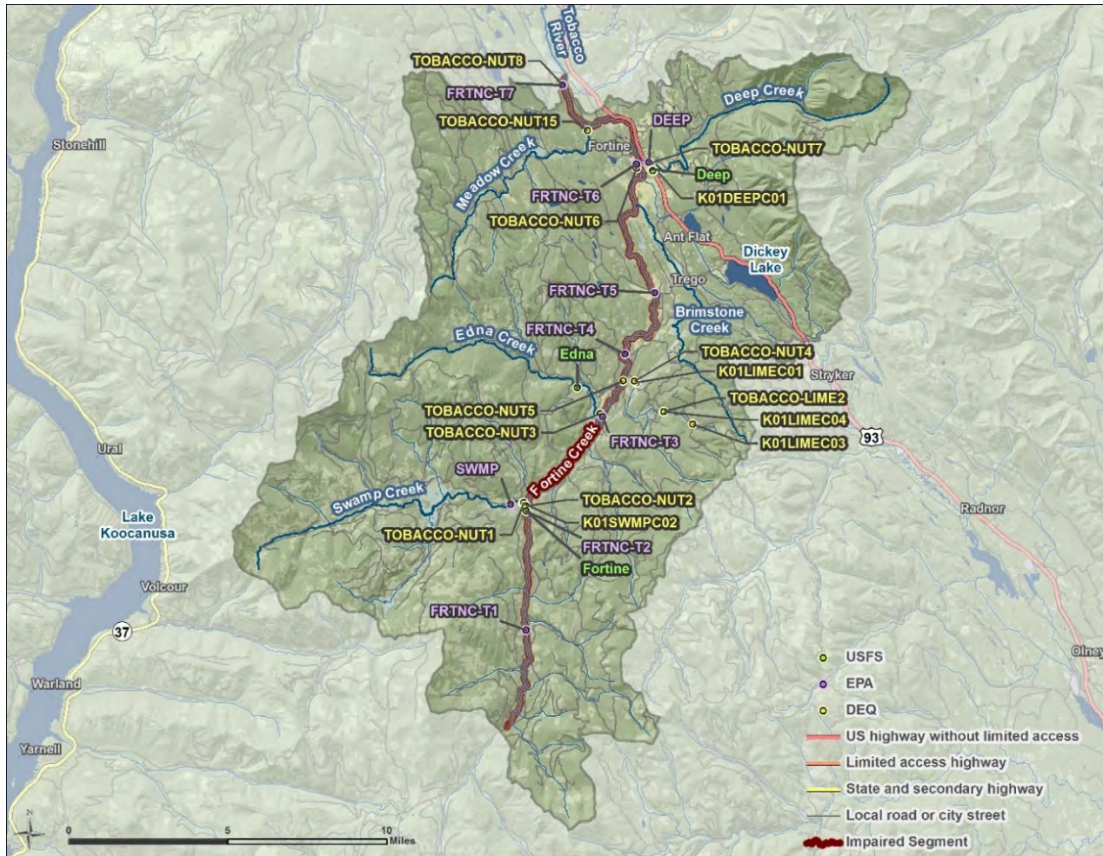 Tobacco
River
TOBACCO-NUT8
FRTNC-T7
Deep Creek
TOBACCO-NUT15
DEEP
Stonehill
Fortine
TOBACCO-NUT7
Meadow Creek
Deep
FRTNC-T6
K01DEEPC01
TOBACCO-NUT6
Ant Flat
Dickey
Lake
Trego
FRTNC-T5
Brimstone
Creek
Edna Creek
FRTNC-T4
Edna
TOBACCO-NUT4
K01LIMEC01
Stryker
TOBACCO-LIME2
TOBACCO-NUT5
K01LIMEC04
TOBACCO-NUT3
FRTNC-T3
K01LIMEC03
93
Ural
Fortine Creek
SWMP
Swamp Creek
TOBACCO-NUT2
Radnor
Lake
Koocanusa
K01SWMPC02
TOBACCO-NUT1
FRTNC-T2
Fortine
Volcour
FRTNC-T1
37
Olney
USFS
Warland
EPA
DEQ
US highway without limited access
Yarnell
Limited access highway
State and secondary highway
Local road or city street
N
0 5 10
Miles
Impaired Segment